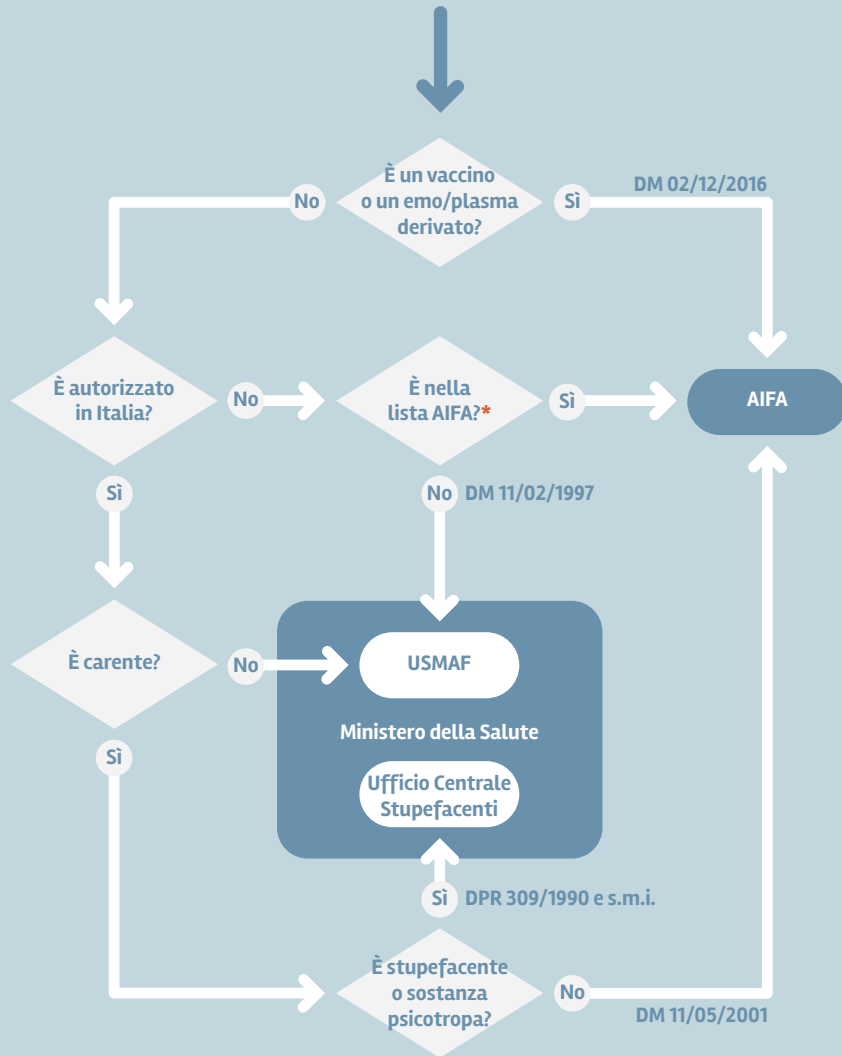 È un vaccino
o un emo/plasma
derivato?
No
Sì
DM 02/12/2016
È autorizzato
in Italia?
No
È nella
lista AIFA?*
Sì
AIFA
Sì
No
DM 11/02/1997
È carente?
No
USMAF
Ministero della Salute
Sì
Ufficio Centrale
Stupefacenti
Sì
DPR 309/1990 e s.m.i.
È stupefacente
o sostanza
psicotropa?
No
DM 11/05/2001